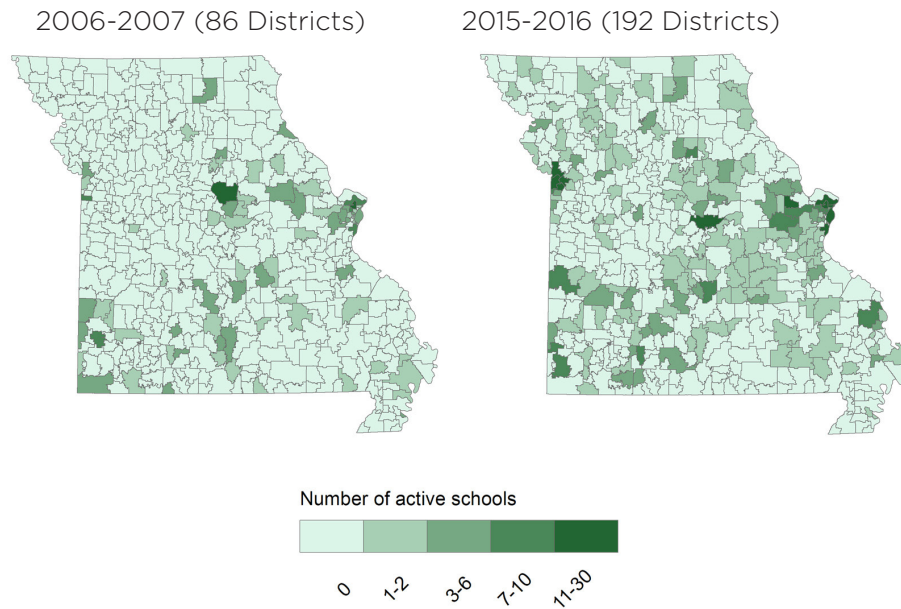 2006-2007 (86 Districts)
2015-2016 (192 Districts)
Number of active schools
0
1-2
3-6
7-10
11-30